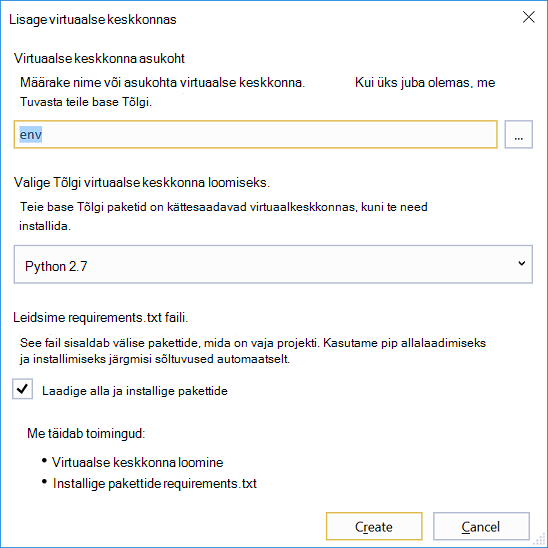 Lisage virtuaalse keskkonnas
Virtuaalse keskkonna asukoht
Määrake nime või asukohta virtuaalse keskkonna. Kui üks juba olemas, me
Tuvasta teile base Tõlgi.
env
...
Valige Tõlgi virtuaalse keskkonna loomiseks.
Teie base Tõlgi paketid on kättesaadavad virtuaalkeskkonnas, kuni te need
installida.
Python 2.7
Leidsime requirements.txt faili.
See fail sisaldab välise pakettide, mida on vaja projekti. Kasutame pip allalaadimiseks
ja installimiseks järgmisi sõltuvused automaatselt.
Laadige alla ja installige pakettide
Me täidab toimingud:
• Virtuaalse keskkonna loomine
• Installige pakettide requirements.txt
Create
Cancel